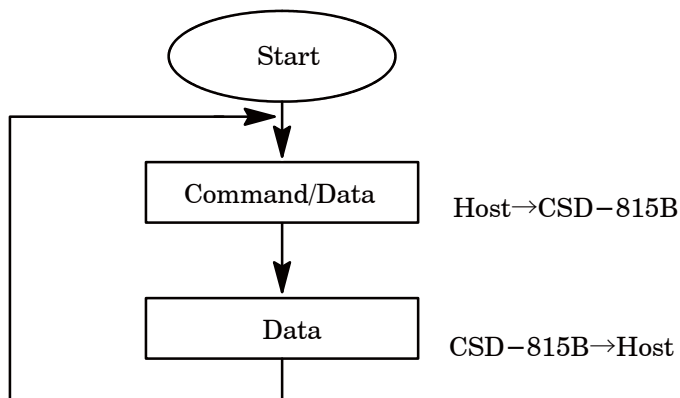 Start
Command/Data
Host→CSD−815B
Data
CSD−815B→Host